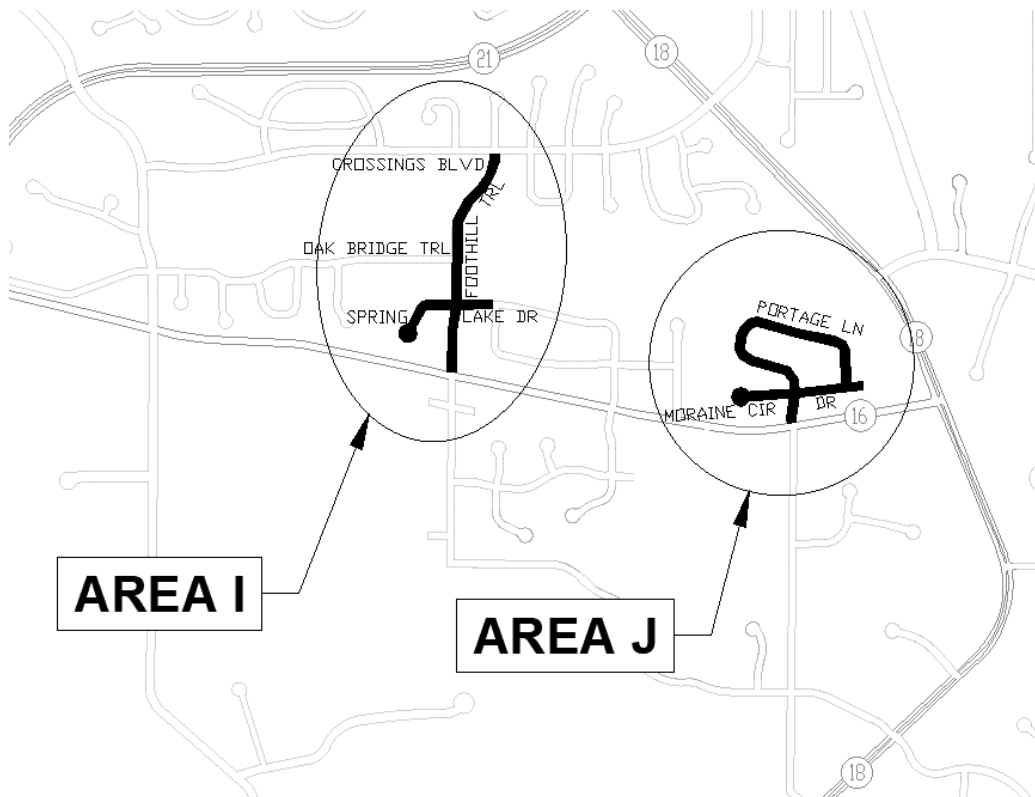 21
18
CROSSINGS BLVD
FOOTHILL TRL
OAK BRIDGE TRL
SPRING LAKE DR
PORTAGE LN
18
MORAINE CIR DR
16
AREA I
AREA J
18